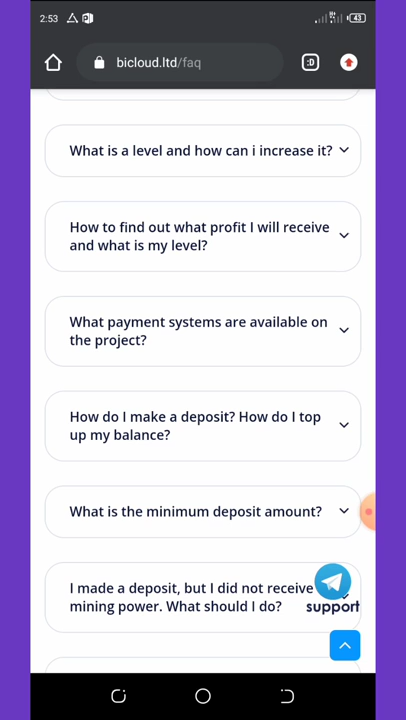 2:53
43
bicloud.ltd/faq
:D
What is a level and how can i increase it?
How to find out what profit I will receive
and what is my level?
What payment systems are available on
the project?
How do I make a deposit? How do I top
up my balance?
What is the minimum deposit amount?
I made a deposit, but I did not receive
mining power. What should I do?
support